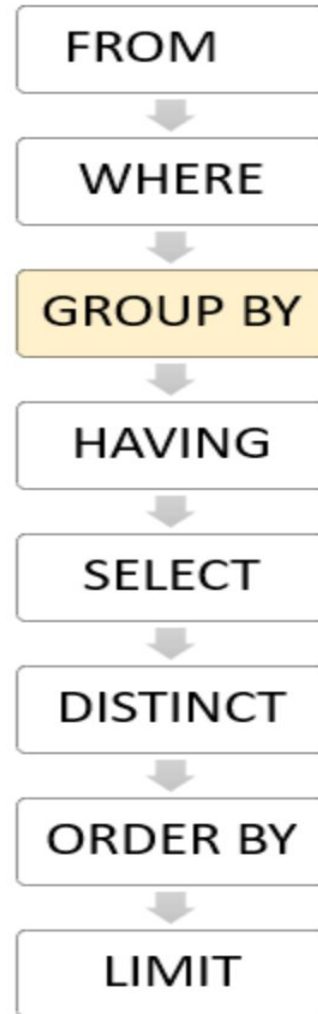 FROM
WHERE
GROUP BY
HAVING
SELECT
DISTINCT
ORDER BY
LIMIT